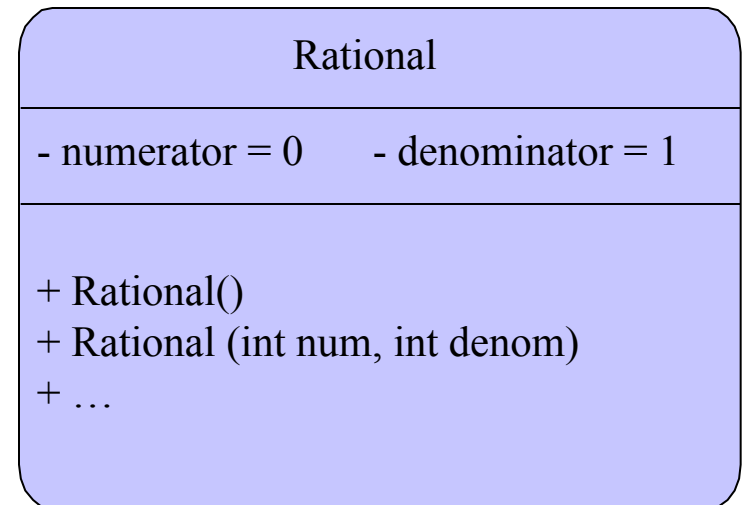 Rational
- numerator = 0 - denominator = 1
+ Rational()
+ Rational (int num, int denom)
+ …